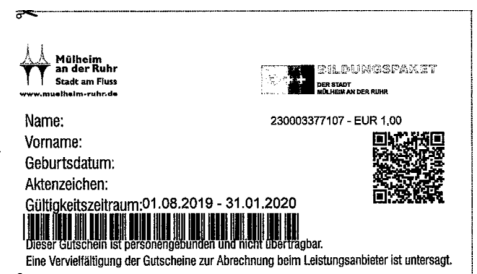 Mülheim
an der Ruhr
Stadt am Fluss
www.muelheim-ruhr.de
BILDUNGSPAKET
DER STADT
MÜLHEIM AN DER RUHR
Name:
230003377107 - EUR 1,00
Vorname:
Geburtsdatum:
Aktenzeichen:
Gültigkeitszeitraum:01.08.2019 - 31.01.2020
Dieser Gutschein ist personengebunden und nicht übertragbar.
Eine Vervielfältigung der Gutscheine zur Abrechnung beim Leistungsanbieter ist untersagt.